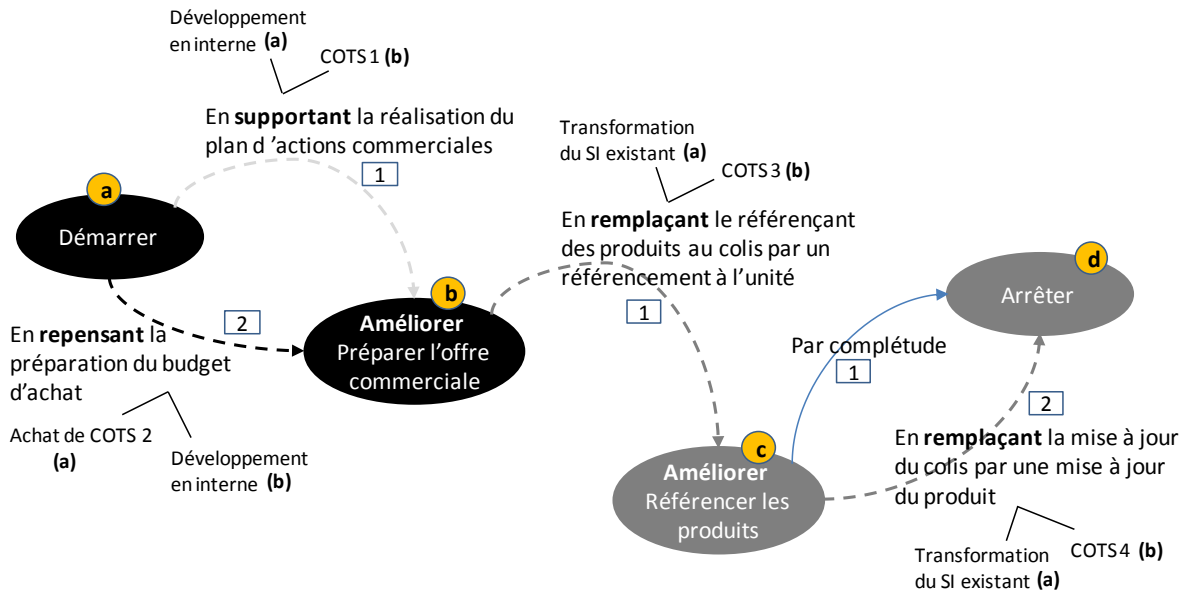 Développement
en interne (a)
COTS 1 (b)
En supportant la réalisation du
plan d ’actions commerciales
1
a
Démarrer
2
En repensant la
préparation du budget
d’achat
Achat de COTS 2
(a)
Développement
en interne (b)
b
Améliorer
Préparer l’offre
commerciale
Transformation
du SI existant (a)
COTS 3 (b)
En remplaçant le référençant
des produits au colis par un
référencement à l’unité
1
c
Améliorer
Référencer les
produits
Par complétude
1
d
Arrêter
2
En remplaçant la mise à jour
du colis par une mise à jour
du produit
Transformation
du SI existant (a)
COTS 4 (b)